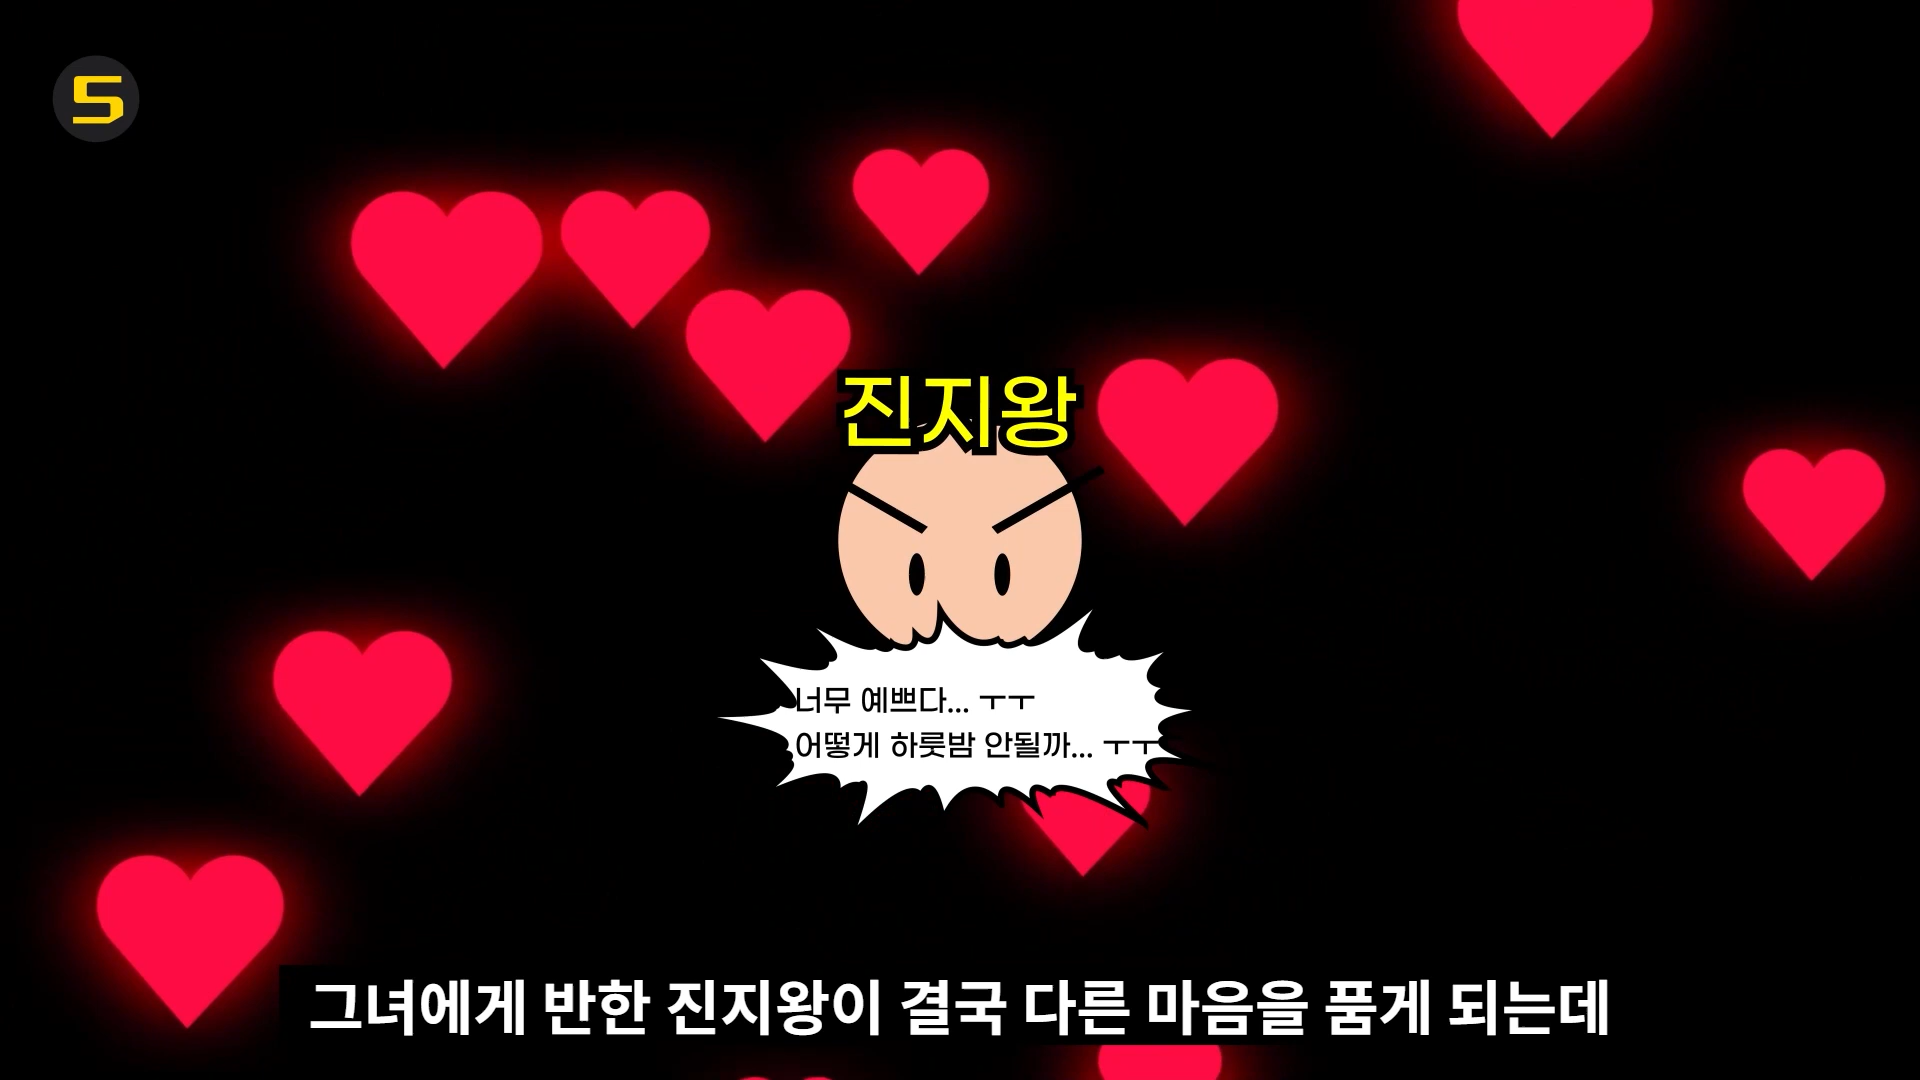 5
진지왕
너무 예쁘다... ㅜㅜ
어떻게 하룻밤 안될까... ㅜㅜ
그녀에게 반한 진지왕이 결국 다른 마음을 품게 되는데